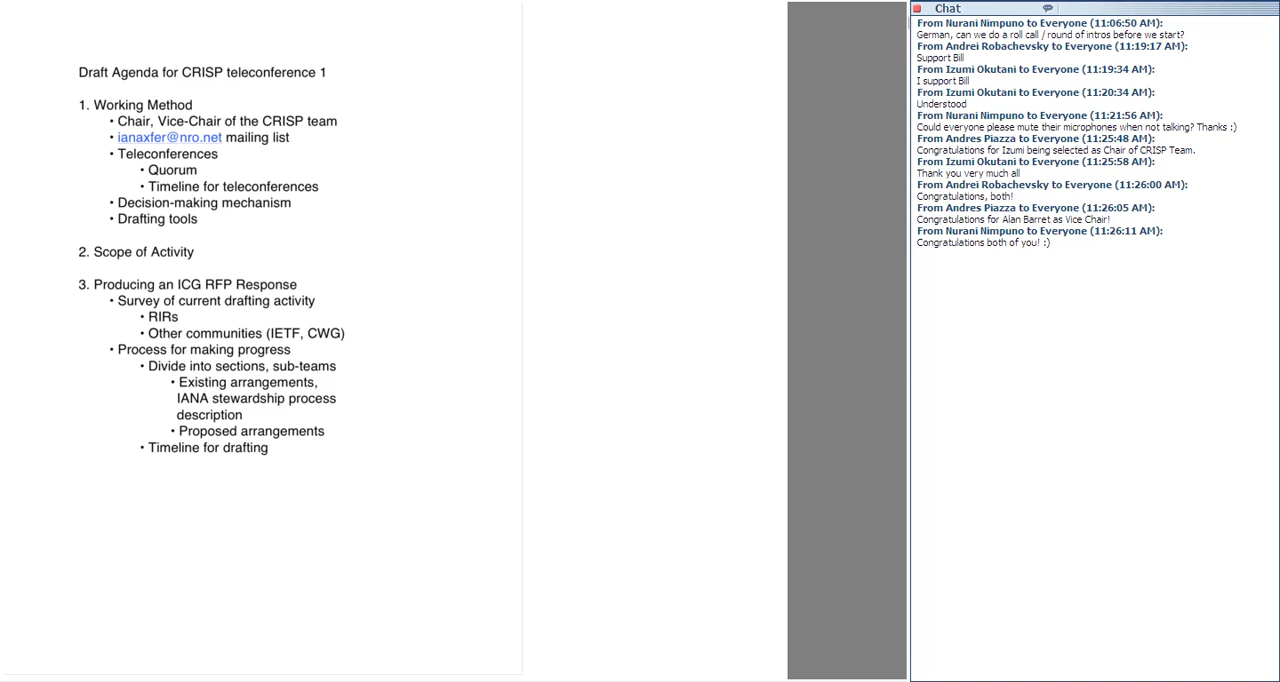 Draft Agenda for CRISP teleconference 1
1. Working Method
• Chair, Vice-Chair of the CRISP team
• ianaxfer@nro.net mailing list
• Teleconferences
• Quorum
• Timeline for teleconferences
• Decision-making mechanism
• Drafting tools
2. Scope of Activity
3. Producing an ICG RFP Response
• Survey of current drafting activity
• RIRs
• Other communities (IETF, CWG)
• Process for making progress
• Divide into sections, sub-teams
• Existing arrangements,
IANA stewardship process
description
• Proposed arrangements
• Timeline for drafting
Chat
From Nurani Nimpuno to Everyone (11:06:50 AM):
German, can we do a roll call / round of intros before we start?
From Andrei Robachevsky to Everyone (11:19:17 AM):
Support Bill
From Izumi Okutani to Everyone (11:19:34 AM):
I support Bill
From Izumi Okutani to Everyone (11:20:34 AM):
Understood
From Nurani Nimpuno to Everyone (11:21:56 AM):
Could everyone please mute their microphones when not talking? Thanks :)
From Andres Piazza to Everyone (11:25:48 AM):
Congratulations for Izumi being selected as Chair of CRISP Team.
From Izumi Okutani to Everyone (11:25:58 AM):
Thank you very much all
From Andrei Robachevsky to Everyone (11:26:00 AM):
Congratulations, both!
From Andres Piazza to Everyone (11:26:05 AM):
Congratulations for Alan Barret as Vice Chair!
From Nurani Nimpuno to Everyone (11:26:11 AM):
Congratulations both of you! :)